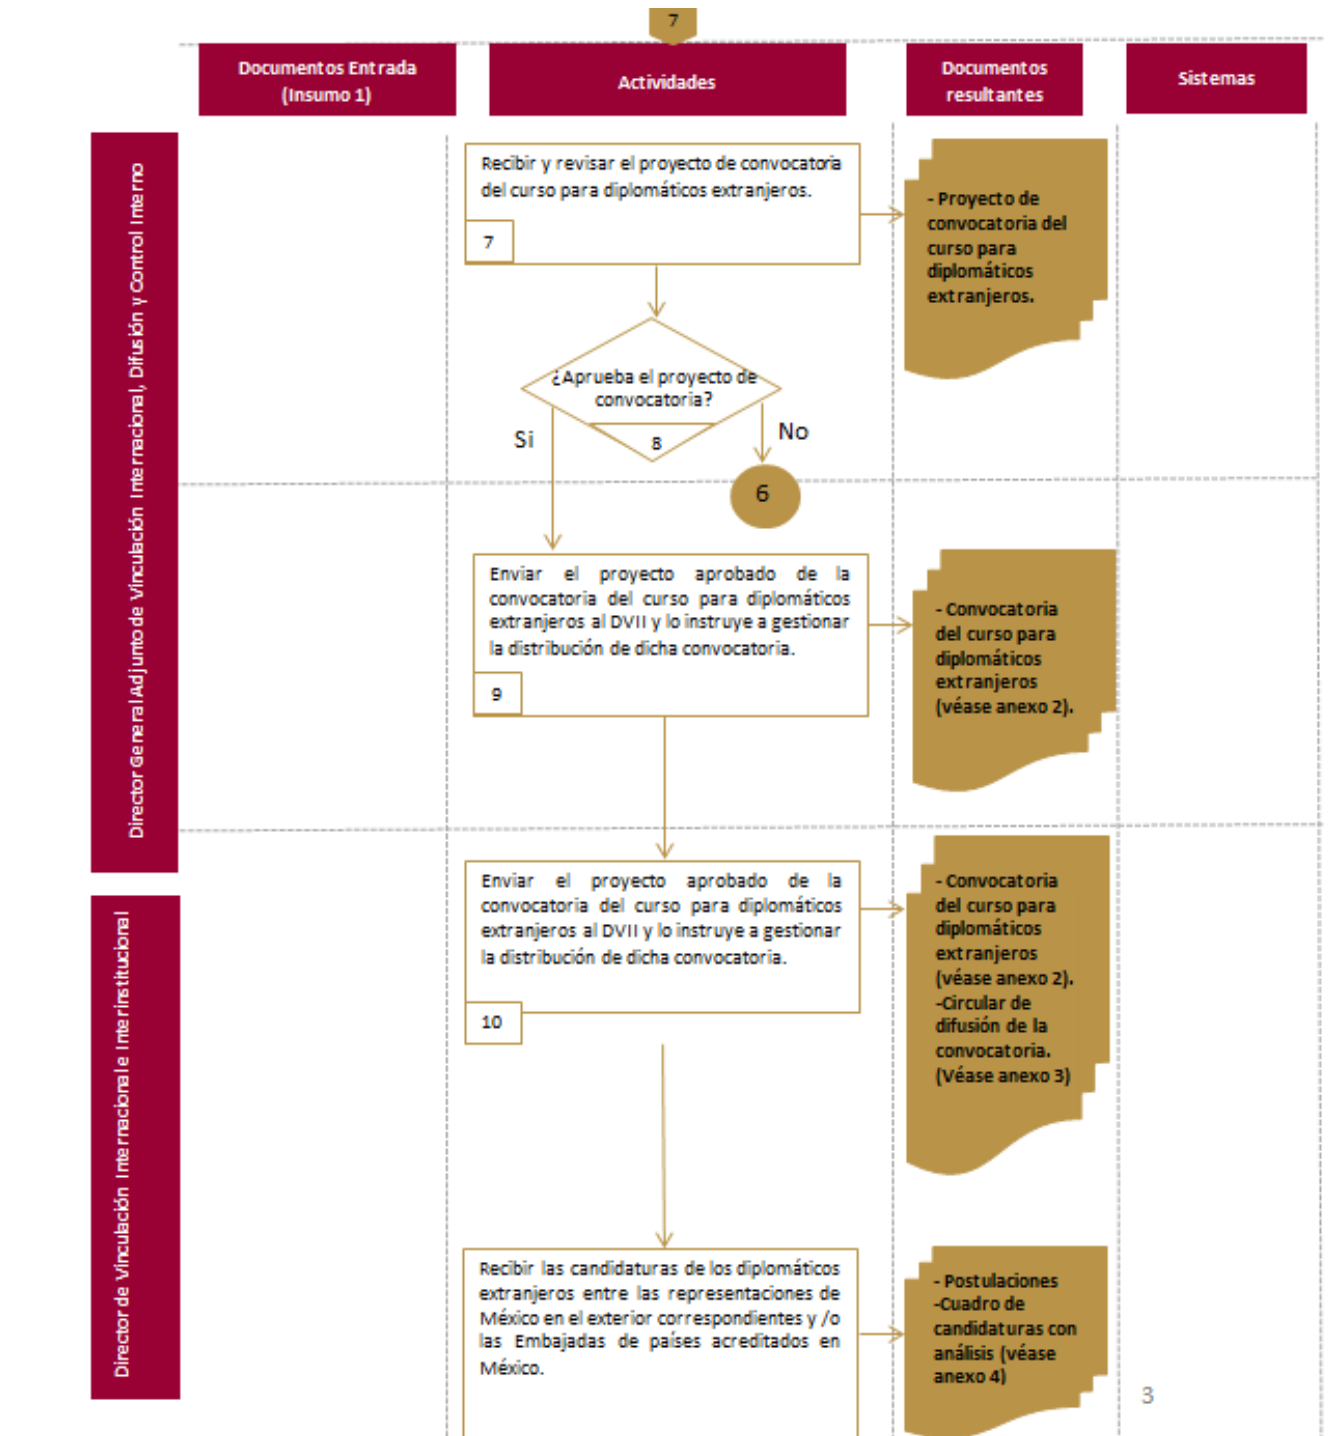 7
Documentos Entrada
(Insumo 1)
Actividades
Documentos
resultantes
Sistemas
Director General Adjunto de Vinculación Internacional, Difusión y Control Interno
Recibir y revisar el proyecto de convocatoria
del curso para diplomáticos extranjeros.
7
- Proyecto de
convocatoria del
curso para
diplomáticos
extranjeros.
¿Aprueba el proyecto de
convocatoria?
8
Si
No
6
Enviar el proyecto aprobado de la
convocatoria del curso para diplomáticos
extranjeros al DVII y lo instruye a gestionar
la distribución de dicha convocatoria.
9
- Convocatoria
del curso para
diplomáticos
extranjeros
(véase anexo 2).
Director de Vinculación Internacional e Interinstitucional
Enviar el proyecto aprobado de la
convocatoria del curso para diplomáticos
extranjeros al DVII y lo instruye a gestionar
la distribución de dicha convocatoria.
10
- Convocatoria
del curso para
diplomáticos
extranjeros
(véase anexo 2).
-Circular de
difusión de la
convocatoria.
(Véase anexo 3)
Recibir las candidaturas de los diplomáticos
extranjeros entre las representaciones de
México en el exterior correspondientes y /o
las Embajadas de países acreditados en
México.
- Postulaciones
-Cuadro de
candidaturas con
análisis (véase
anexo 4)
3